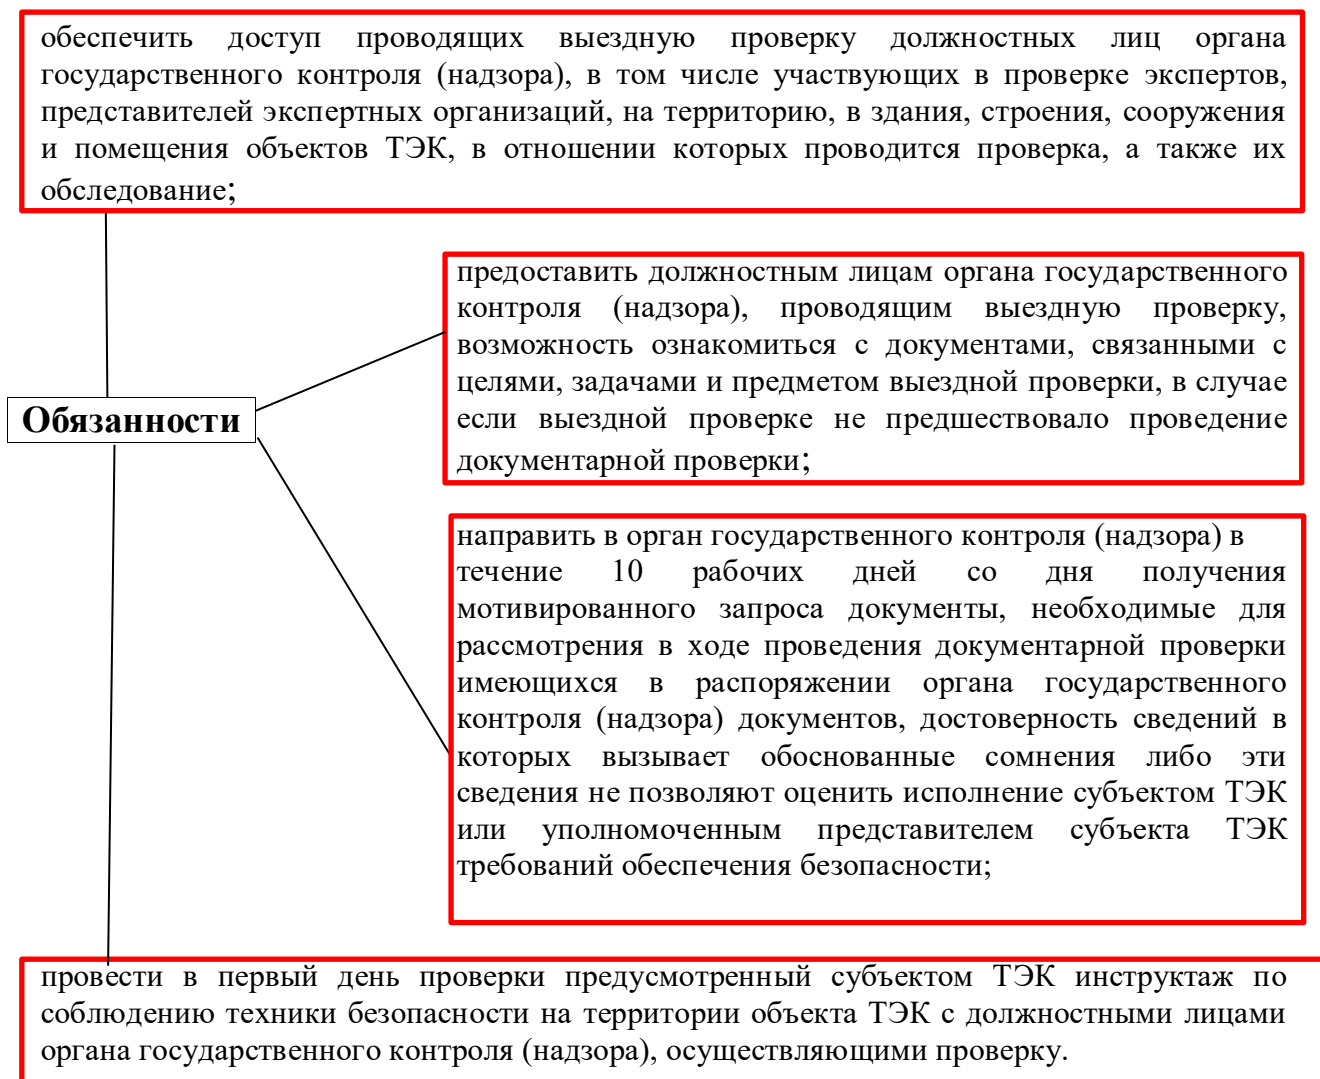 обеспечить доступ проводящих выездную проверку должностных лиц органа
государственного контроля (надзора), в том числе участвующих в проверке экспертов,
представителей экспертных организаций, на территорию, в здания, строения, сооружения
и помещения объектов ТЭК, в отношении которых проводится проверка, а также их
обследование;
предоставить должностным лицам органа государственного
контроля (надзора), проводящим выездную проверку,
возможность ознакомиться с документами, связанными с
целями, задачами и предметом выездной проверки, в случае
если выездной проверке не предшествовало проведение
документарной проверки;
Обязанности
направить в орган государственного контроля (надзора) в
течение 10 рабочих дней со дня получения
мотивированного запроса документы, необходимые для
рассмотрения в ходе проведения документарной проверки
имеющихся в распоряжении органа государственного
контроля (надзора) документов, достоверность сведений в
которых вызывает обоснованные сомнения либо эти
сведения не позволяют оценить исполнение субъектом ТЭК
или уполномоченным представителем субъекта ТЭК
требований обеспечения безопасности;
провести в первый день проверки предусмотренный субъектом ТЭК инструктаж по
соблюдению техники безопасности на территории объекта ТЭК с должностными лицами
органа государственного контроля (надзора), осуществляющими проверку.